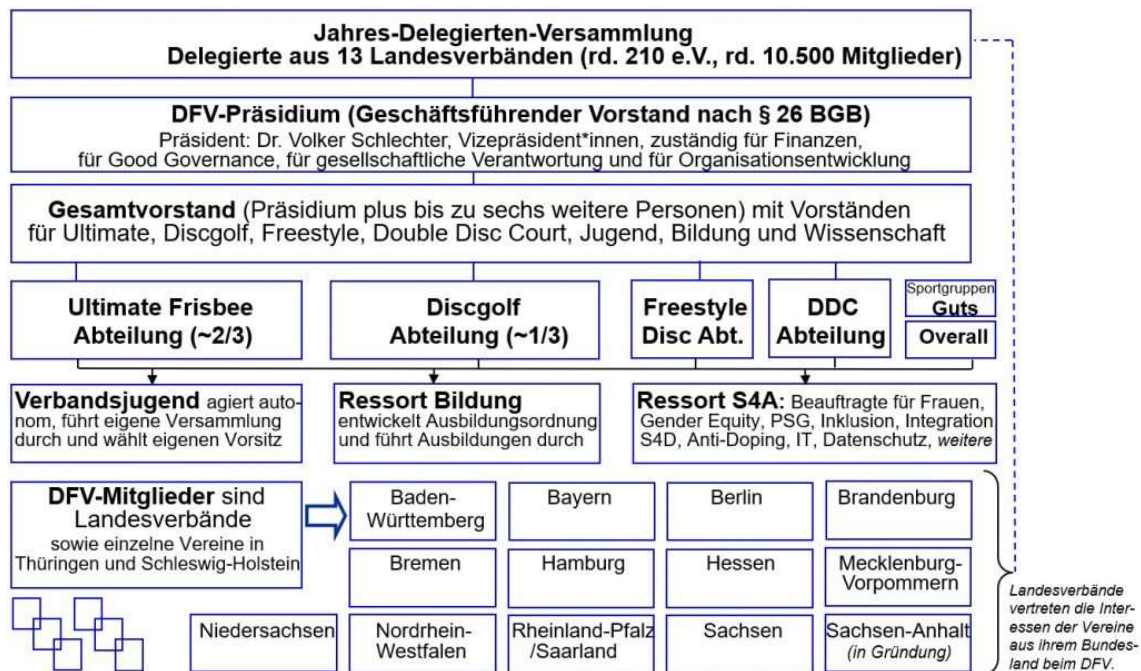 Jahres-Delegierten-Versammlung
Delegierte aus 13 Landesverbänden (rd. 210 e.V., rd. 10.500 Mitglieder)
DFV-Präsidium (Geschäftsführender Vorstand nach § 26 BGB)
Präsident: Dr. Volker Schlechter, Vizepräsident*innen, zuständig für Finanzen,
für Good Governance, für gesellschaftliche Verantwortung und für Organisationsentwicklung
Gesamtvorstand (Präsidium plus bis zu sechs weitere Personen) mit Vorständen
für Ultimate, Discgolf, Freestyle, Double Disc Court, Jugend, Bildung und Wissenschaft
Ultimate Frisbee
Abteilung (~2/3)
Discgolf
Abteilung (~1/3)
Freestyle
Disc Abt.
DDC
Abteilung
Sportgruppen
Guts
Overall
Verbandsjugend agiert auto-
nom, führt eigene Versammlung
durch und wählt eigenen Vorsitz
Ressort Bildung
entwickelt Ausbildungsordnung
und führt Ausbildungen durch
Ressort S4A: Beauftragte für Frauen,
Gender Equity, PSG, Inklusion, Integration
S4D, Anti-Doping, IT, Datenschutz, weitere
DFV-Mitglieder sind
Landesverbände
sowie einzelne Vereine in
Thüringen und Schleswig-Holstein
Baden-
Württemberg
Bayern
Berlin
Brandenburg
Bremen
Hamburg
Hessen
Mecklenburg-
Vorpommern
Niedersachsen
Nordrhein-
Westfalen
Rheinland-Pfalz
/Saarland
Sachsen
Sachsen-Anhalt
(in Gründung)
Landesverbände
vertreten die Inter-
essen der Vereine
aus ihrem Bundes-
land beim DFV.